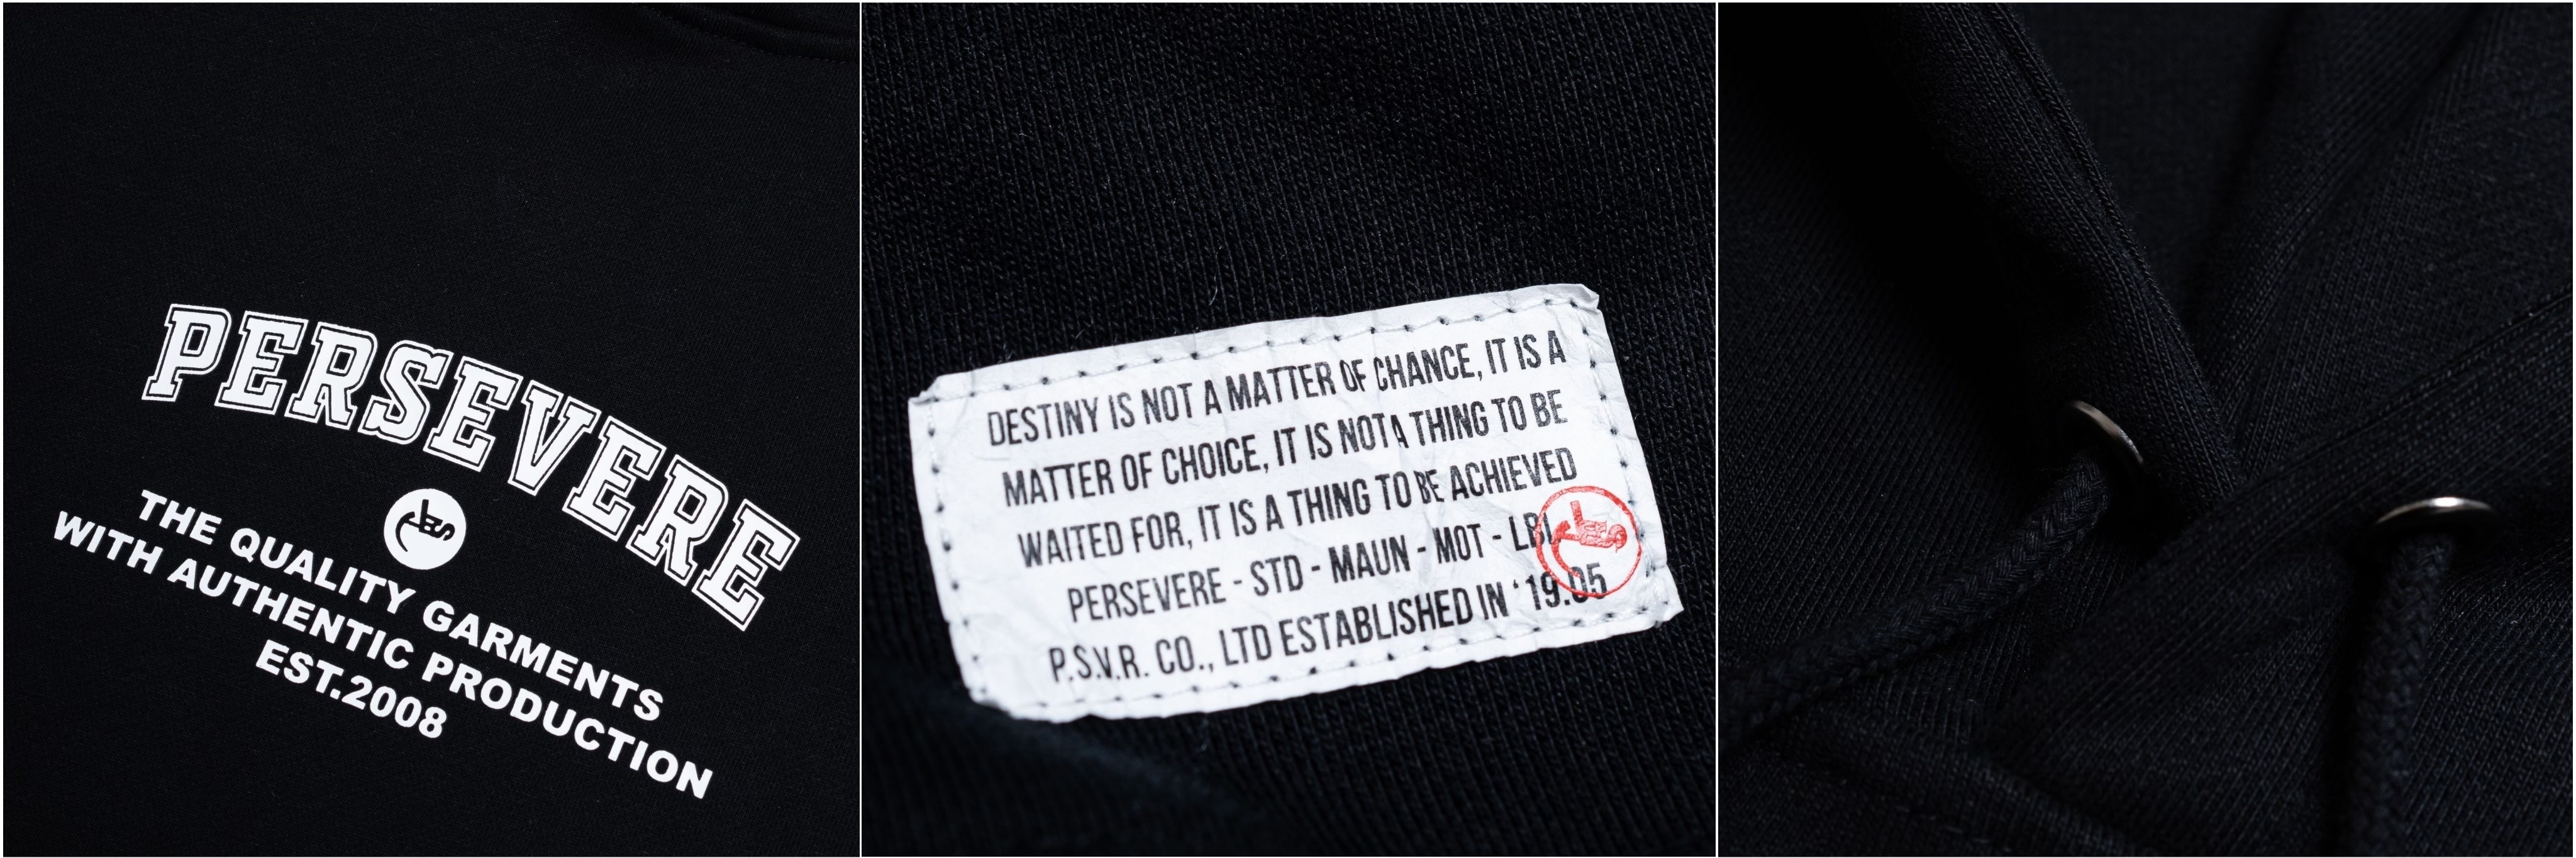 PERSEVERE
THE QUALITY GARMENTS
WITH AUTHENTIC PRODUCTION
EST.2008
DESTINY IS NOT A MATTER OF CHANCE, IT IS A
MATTER OF CHOICE, IT IS NOT A THING TO BE
WAITED FOR, IT IS A THING TO BE ACHIEVED
PERSEVERE - STD - MAUN - MOT - LBL
P.S.V.R. CO., LTD ESTABLISHED IN '19.05